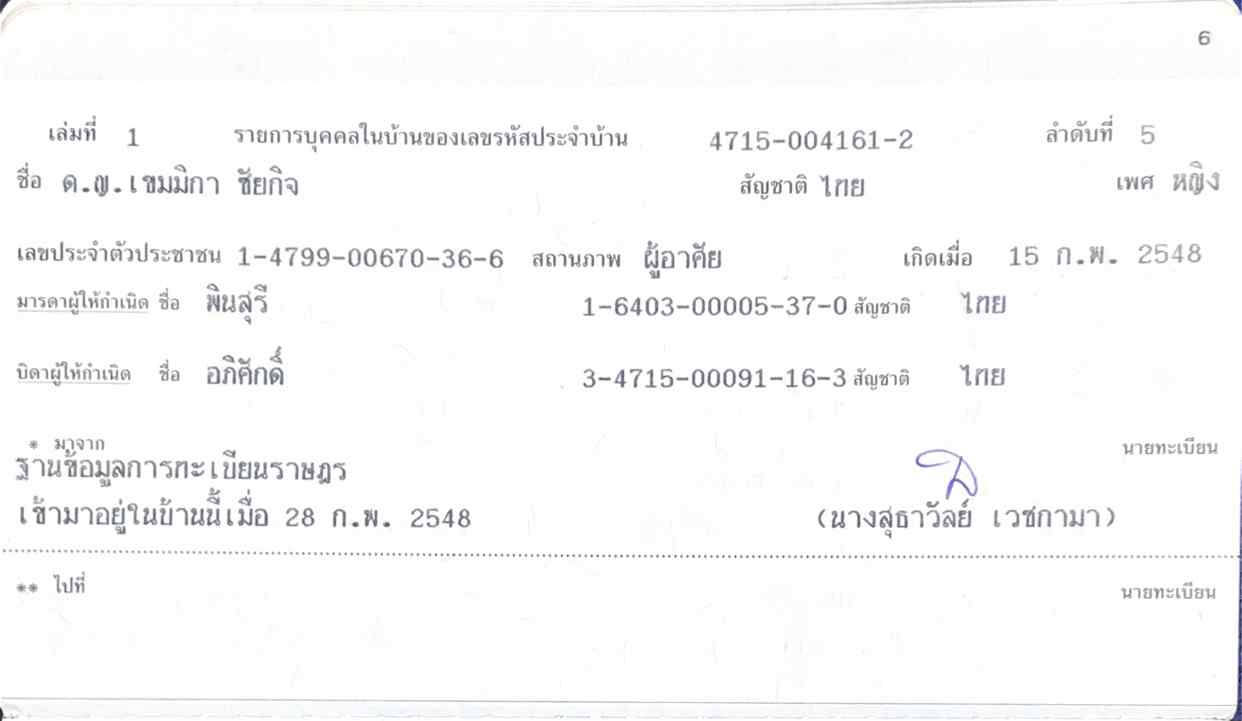 6
เล่มที่ 1 รายการบุคคลในบ้านของเลขรหัสประจำบ้าน 4715-004161-2 ลำดับที่ 5
ชื่อ ด.ญ.เขมมิกา ชัยกิจ สัญชาติ ไทย เพศ หญิง
เลขประจำตัวประชาชน 1-4799-00670-36-6 สถานภาพ ผู้อาศัย เกิดเมื่อ 15 ก.พ. 2548
มารดาผู้ให้กำเนิด ชื่อ พินสุรี 1-6403-00005-37-0 สัญชาติ ไทย
บิดาผู้ให้กำเนิด ชื่อ อภิศักดิ์ 3-4715-00091-16-3 สัญชาติ ไทย
* มาจาก นายทะเบียน
ฐานข้อมูลการทะเบียนราษฎร
เข้ามาอยู่ในบ้านนี้เมื่อ 28 ก.พ. 2548 (นางสุธาวัลย์ เวชกามา)
** ไปที่ นายทะเบียน